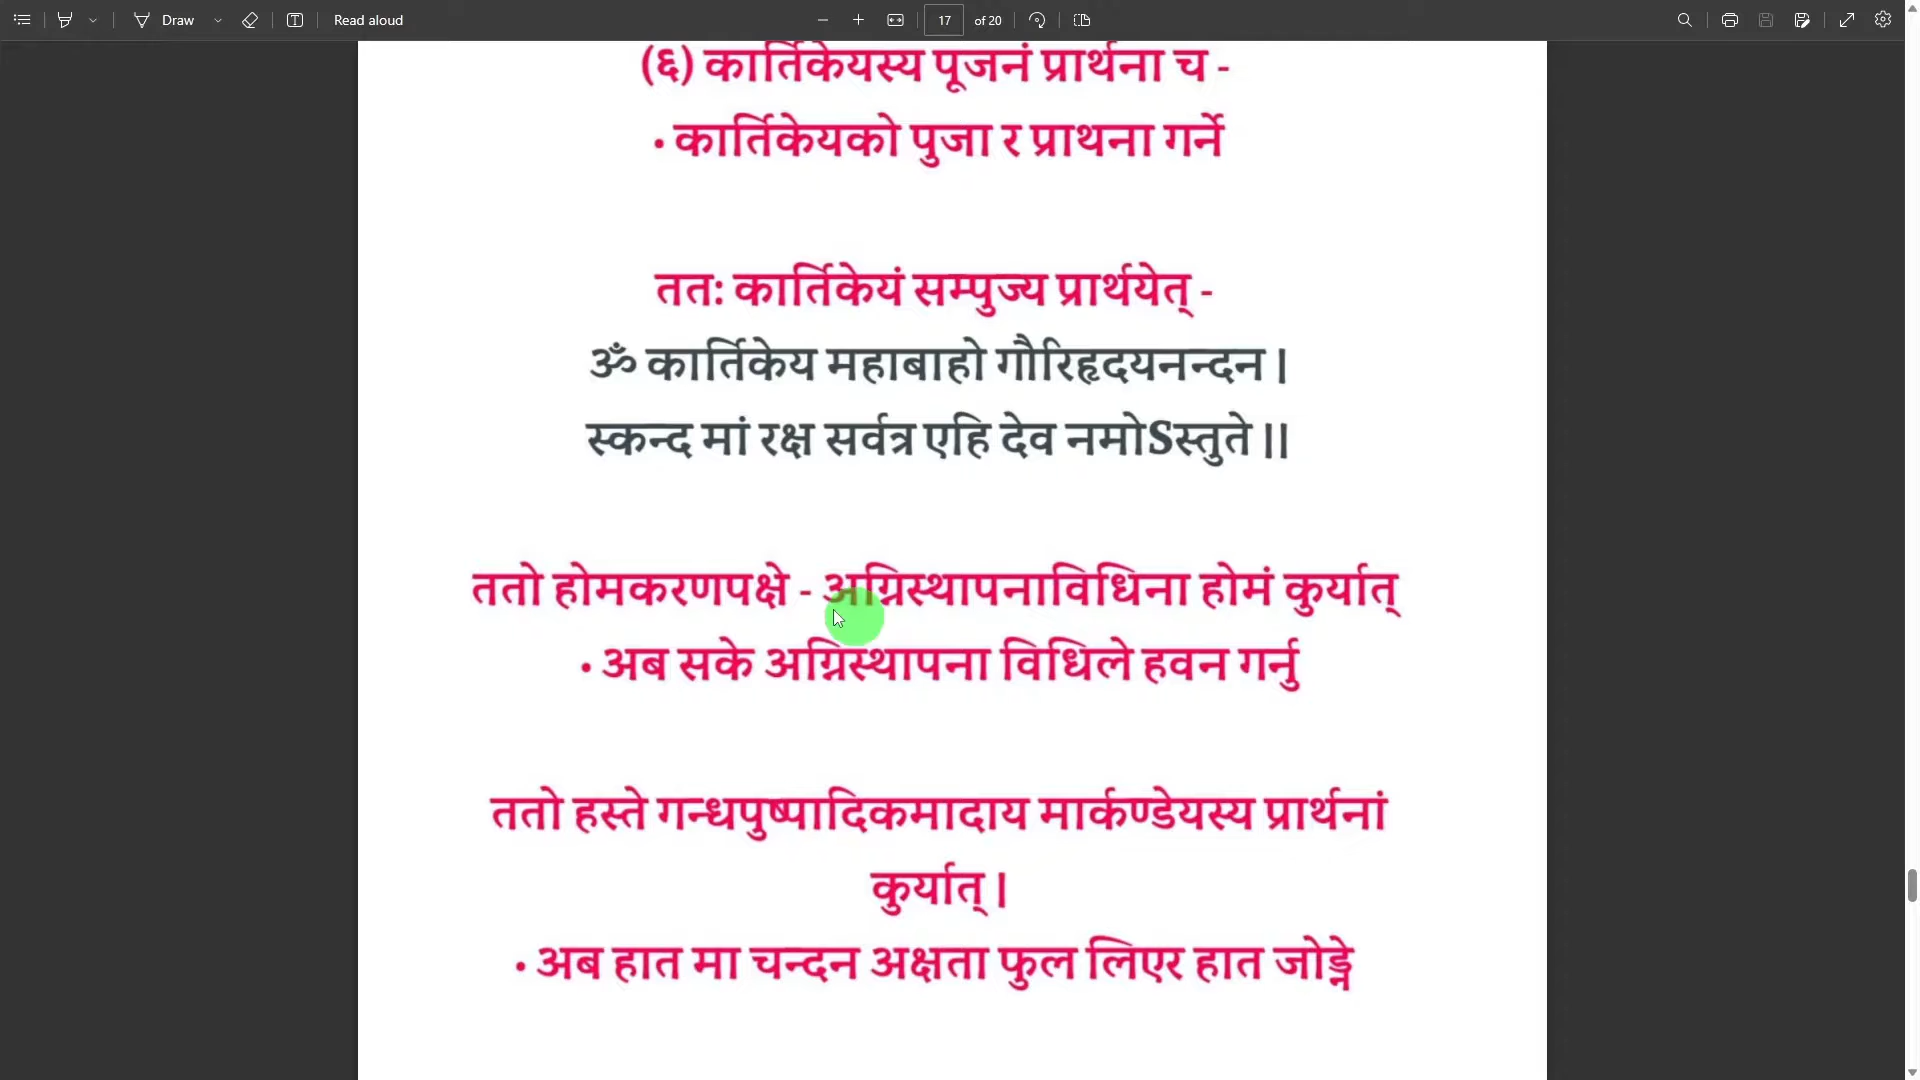 Draw
Read aloud
17 of 20
(६) कार्तिकेयस्य पूजनं प्रार्थना च -
• कार्तिकेयको पुजा र प्राथना गर्ने
ततः कार्तिकेयं सम्पुज्य प्रार्थयेत् -
ॐ कार्तिकेय महाबाहो गौरिहृदयनन्दन |
स्कन्द मां रक्ष सर्वत्र एहि देव नमोSस्तुते ||
ततो होमकरणपक्षे - अग्निस्थापनाविधिना होमं कुर्यात्
• अब सके अग्निस्थापना विधिले हवन गर्नु
ततो हस्ते गन्धपुष्पादिकमादाय मार्कण्डेयस्य प्रार्थनां
कुर्यात् |
• अब हात मा चन्दन अक्षता फुल लिएर हात जोड्ने